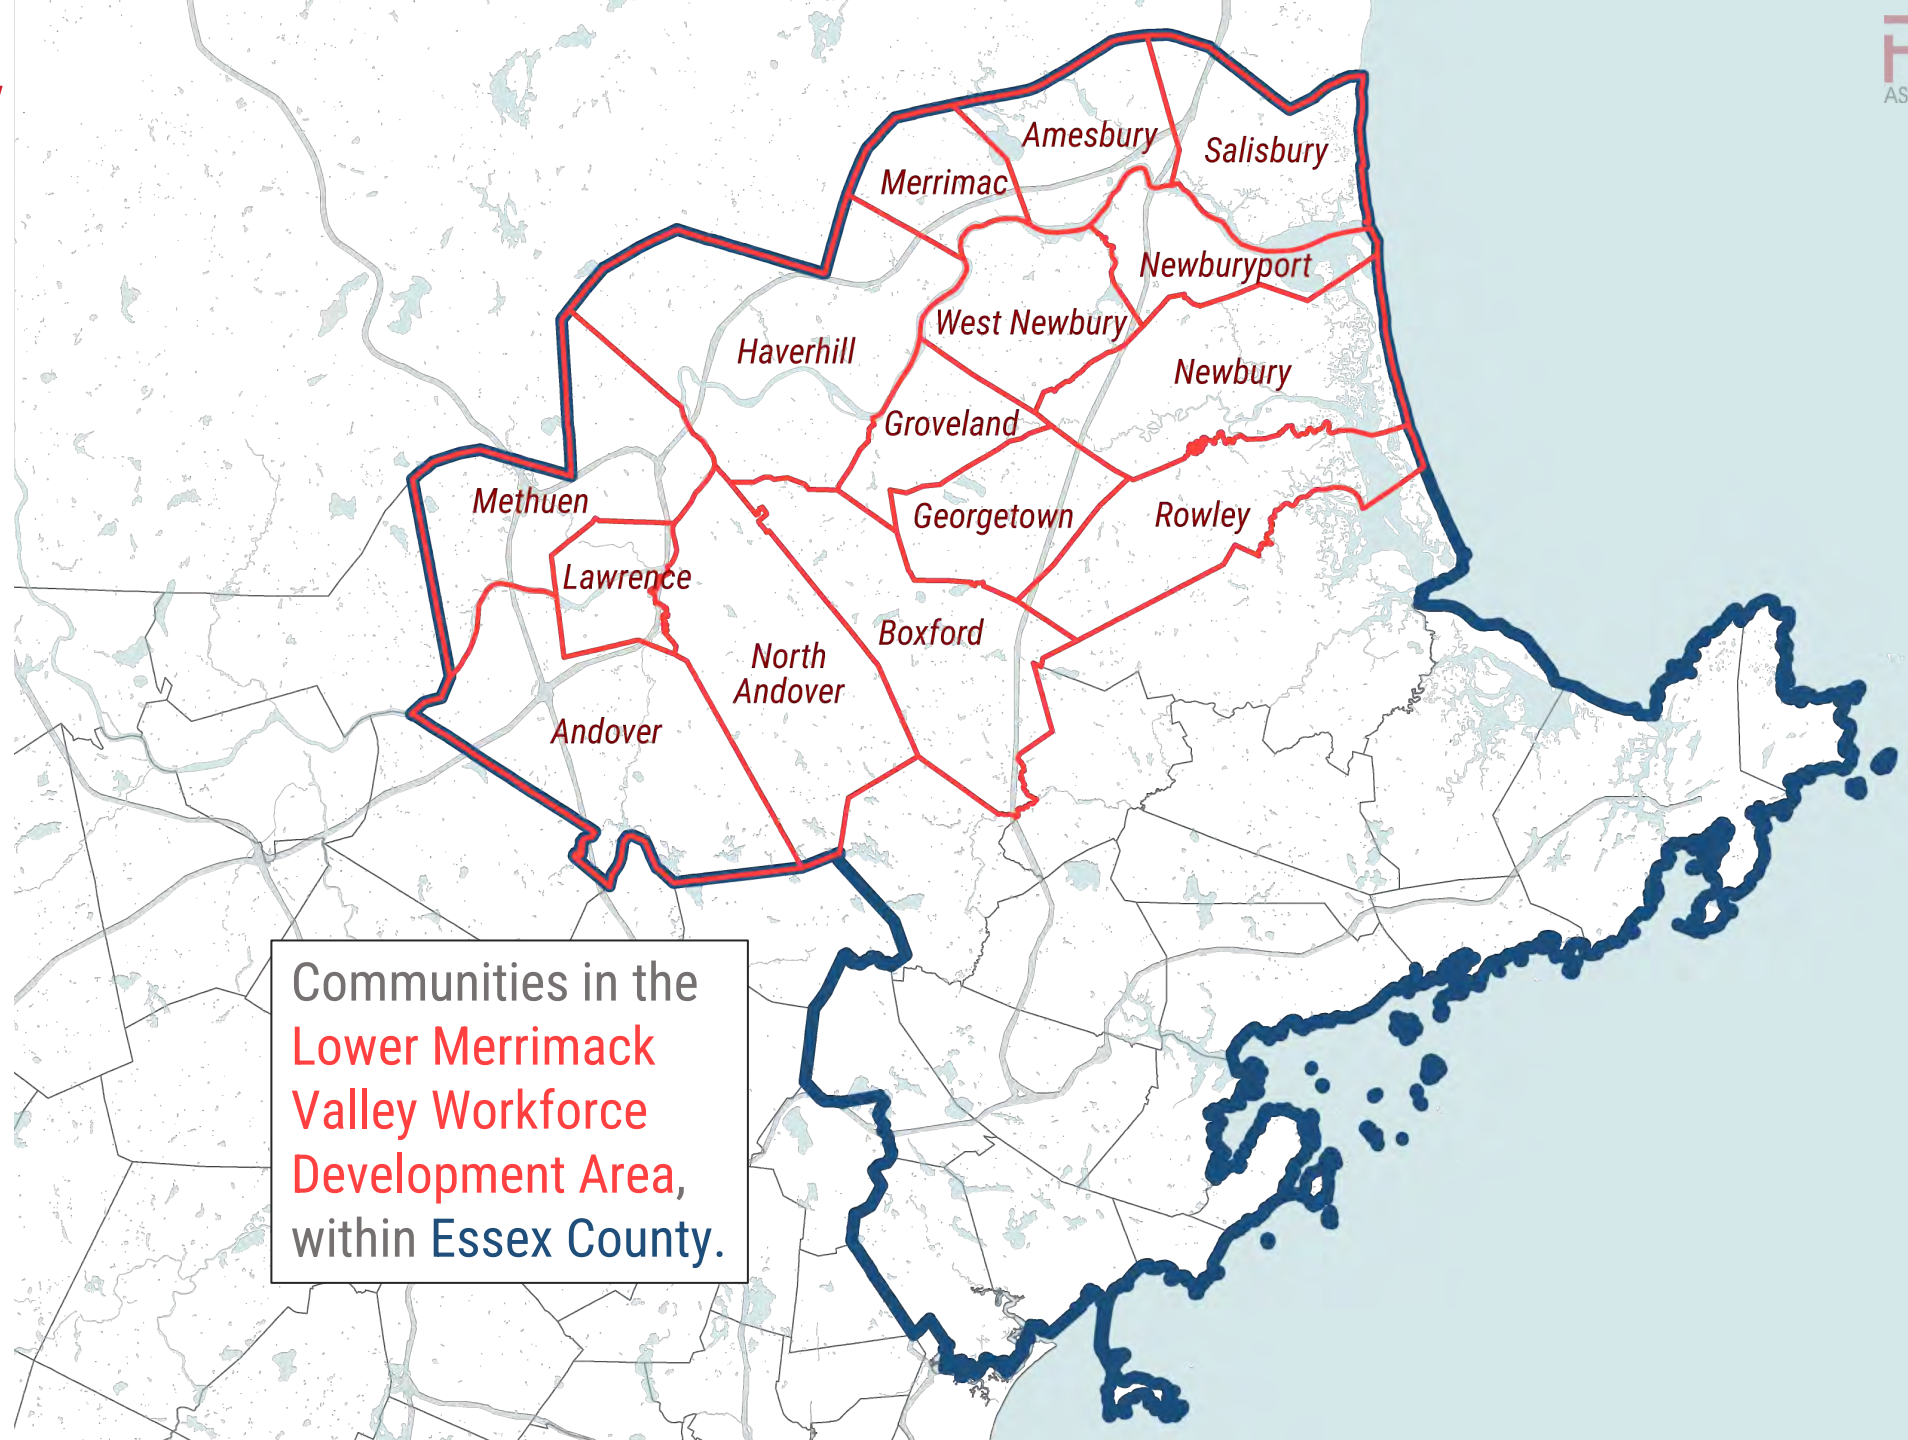 Amesbury
Salisbury
Merrimac
Newburyport
West Newbury
Haverhill
Newbury
Groveland
Methuen
Georgetown
Rowley
Lawrence
Boxford
North
Andover
Andover
Communities in the
Lower Merrimack
Valley Workforce
Development Area,
within Essex County.